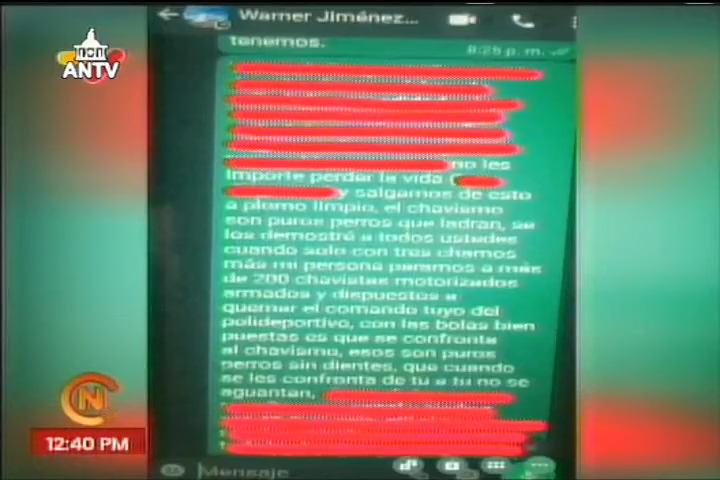 ANTV
Warner Jiménez...
tenemos.
8:25 p. m.
no les
importe perder la vida (
y salgamos de esto
a plomo limpio, el chavismo
son puros perros que ladran, se
los demostré a todos ustedes
cuando solo con tres chamos
más mi persona paramos a más
de 200 chavistas motorizados
armados y dispuestos a
quemar el comando tuyo del
polideportivo, con las bolas bien
puestas es que se confronta
al chavismo, esos son puros
perros sin dientes, que cuando
se les confronta de tu a tu no se
aguantan,
Mensaje
CN
12:40 PM